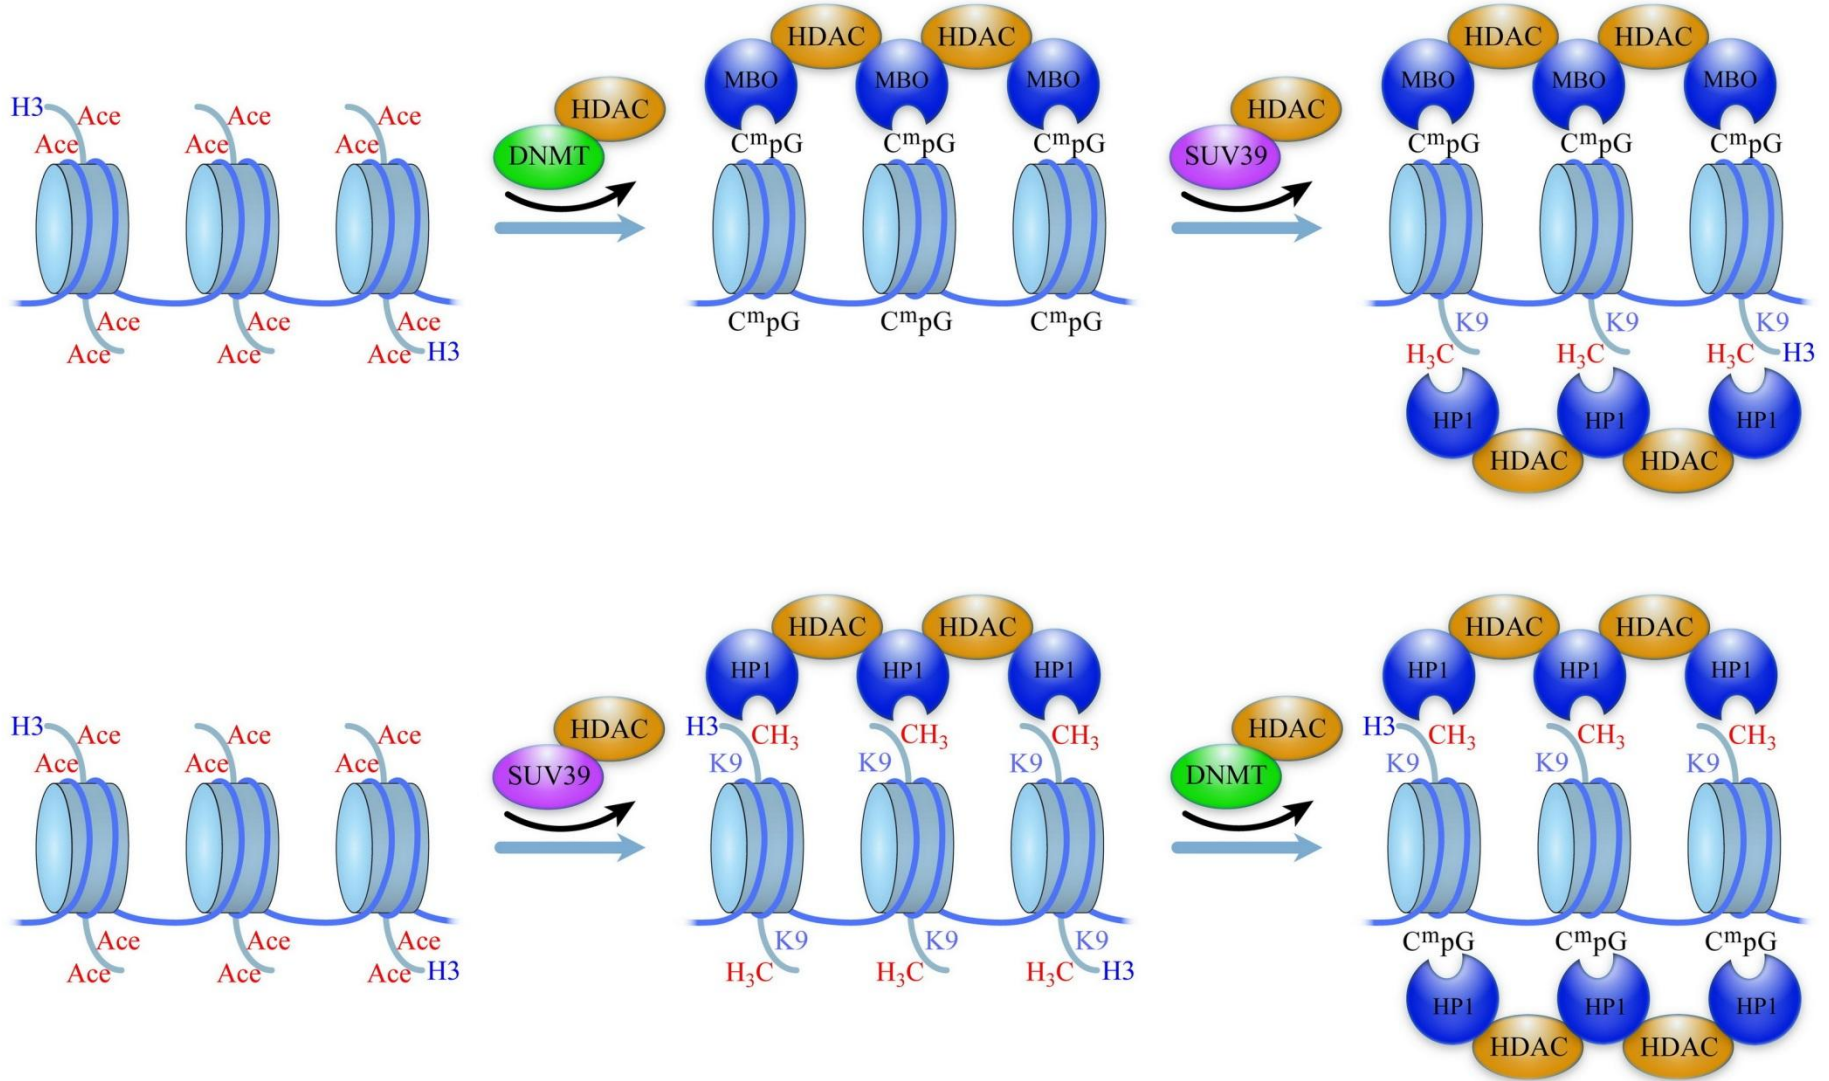 HDAC HDAC HDAC HDAC
MBO MBO MBO MBO MBO MBO
H3 Ace Ace Ace HDAC HDAC
Ace Ace Ace DNMT CᵐpG CᵐpG CᵐpG SUV39 CᵐpG CᵐpG CᵐpG
Ace Ace Ace CᵐpG CᵐpG CᵐpG K9 K9 K9
Ace Ace Ace H3 H₃C H₃C H₃C H3
HP1 HP1 HP1
HDAC HDAC
HDAC HDAC HDAC HDAC
HP1 HP1 HP1 HP1 HP1 HP1
H3 Ace Ace Ace HDAC H3 CH₃ CH₃ CH₃ HDAC H3 CH₃ CH₃ CH₃
Ace Ace Ace SUV39 K9 K9 K9 DNMT K9 K9 K9
Ace Ace Ace K9 K9 K9 CᵐpG CᵐpG CᵐpG
Ace Ace Ace H3 H₃C H₃C H₃C H3
HP1 HP1 HP1
HDAC HDAC